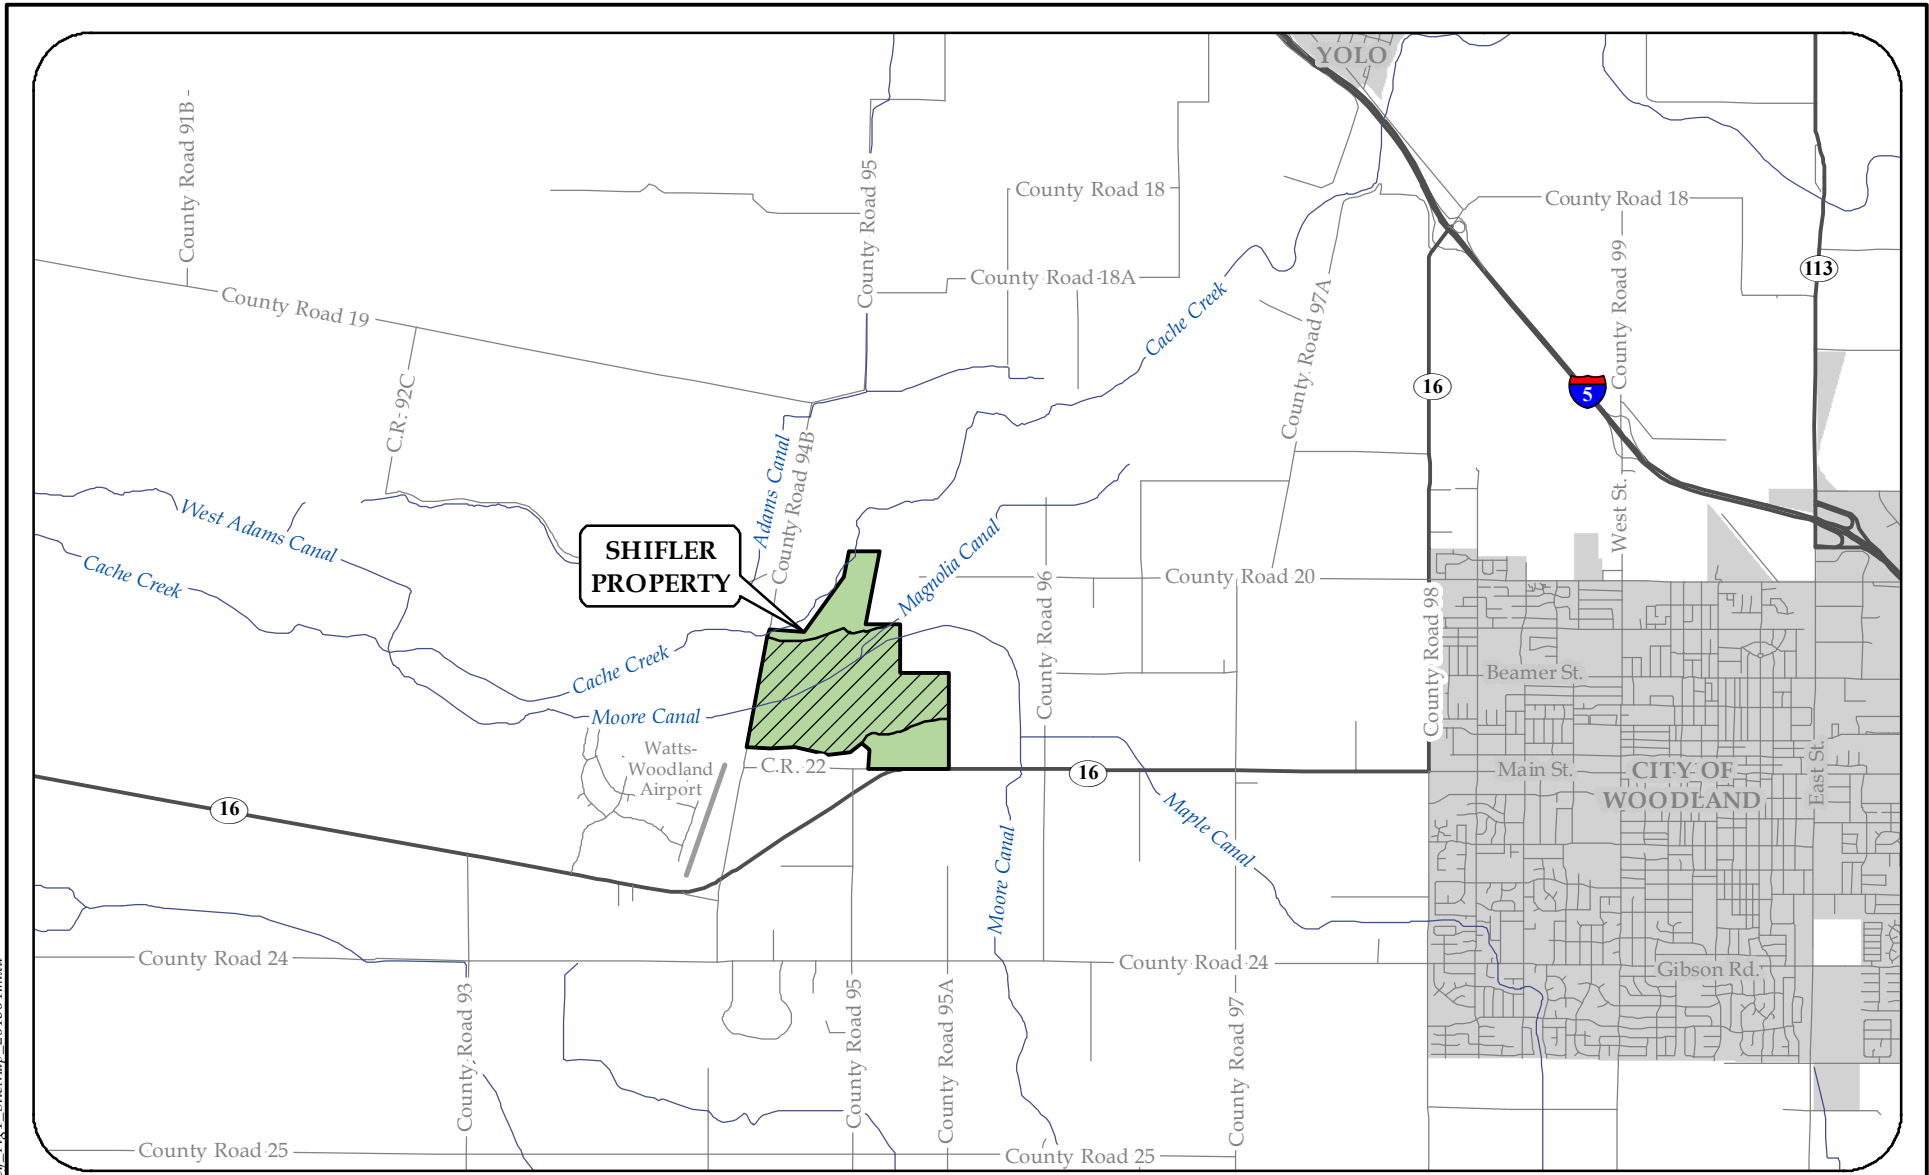 YOLO
County Road 91B
County Road 95
County Road 18
County Road 18
County Road 99
113
County Road 18A
County Road 19
Cache Creek
County Road 97A
C.R. 92C
16
5
Adams Canal
County Road 94B
West Adams Canal
Magnolia Canal
West St.
Cache Creek
SHIFLER
PROPERTY
County Road 20
County Road 96
County Road 98
Cache Creek
Beamer St.
Moore Canal
Watts-
Woodland
Airport
C.R. 22
16
Main St.
CITY OF
WOODLAND
East St.
16
Maple Canal
Moore Canal
County Road 24
County Road 24
Gibson Rd.
County Road 93
County Road 95
County Road 95A
County Road 97
County Road 25
County Road 25